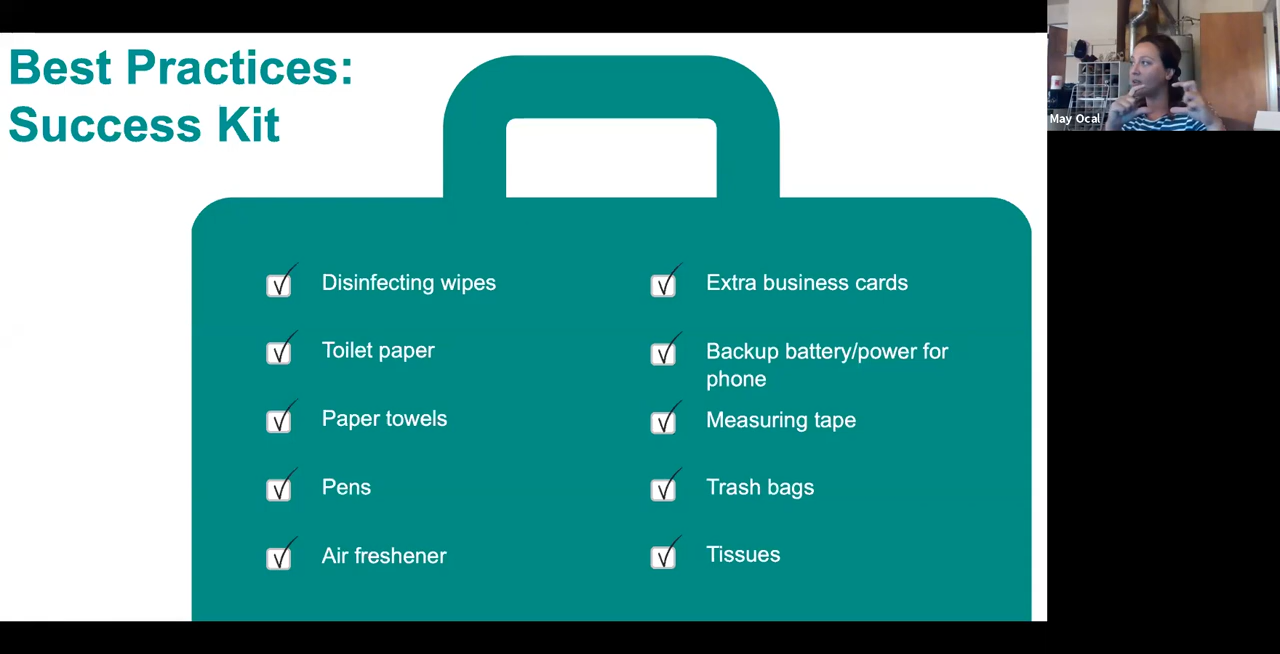 Best Practices:
Success Kit
May Ocal
Disinfecting wipes
Toilet paper
Paper towels
Pens
Air freshener
Extra business cards
Backup battery/power for
phone
Measuring tape
Trash bags
Tissues